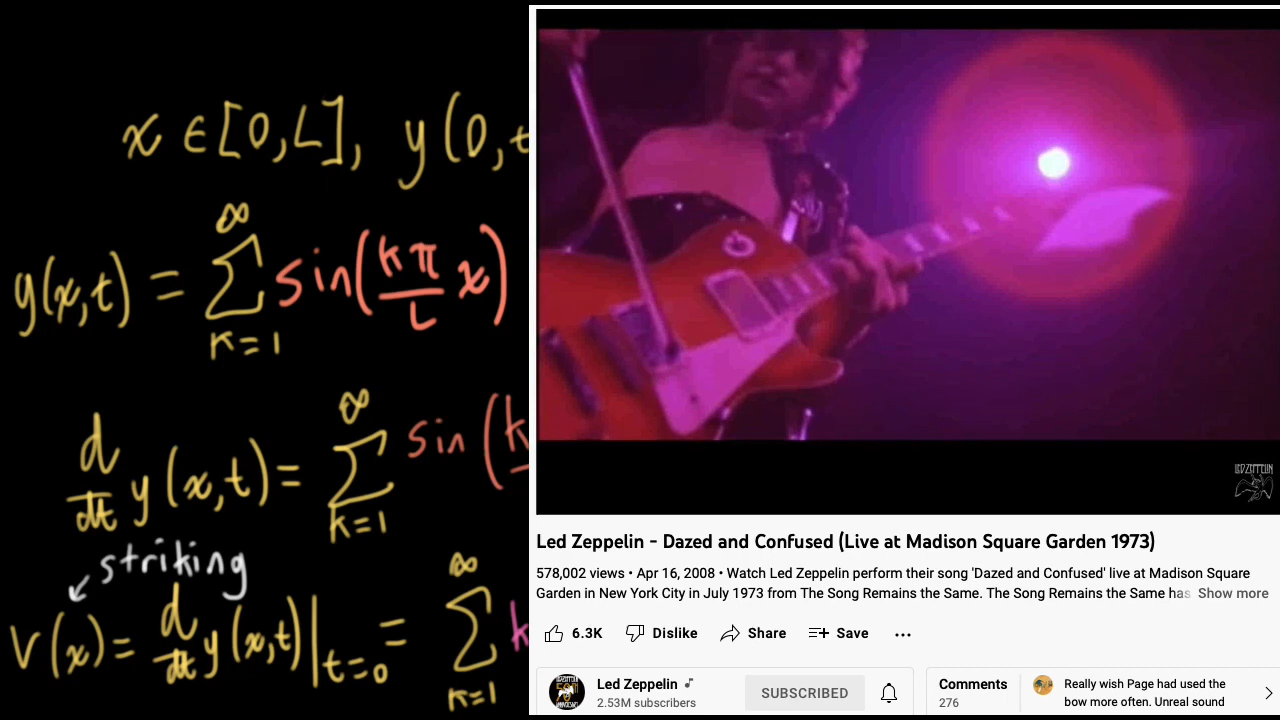 x ∈ [0, L], y(0, t
y(x,t) = ∑ k=1 ∞ sin(kπ/L x)
d/dt y(x,t) = ∑ k=1 ∞ sin(k
striking
v(x) = d/dt y(x,t)|t=0 = ∑ k=1 ∞ k
LED ZEPPELIN
Led Zeppelin - Dazed and Confused (Live at Madison Square Garden 1973)
578,002 views • Apr 16, 2008 • Watch Led Zeppelin perform their song 'Dazed and Confused' live at Madison Square
Garden in New York City in July 1973 from The Song Remains the Same. The Song Remains the Same has Show more
6.3K Dislike Share Save ...
Led Zeppelin
2.53M subscribers
SUBSCRIBED
Comments
276
Really wish Page had used the
bow more often. Unreal sound